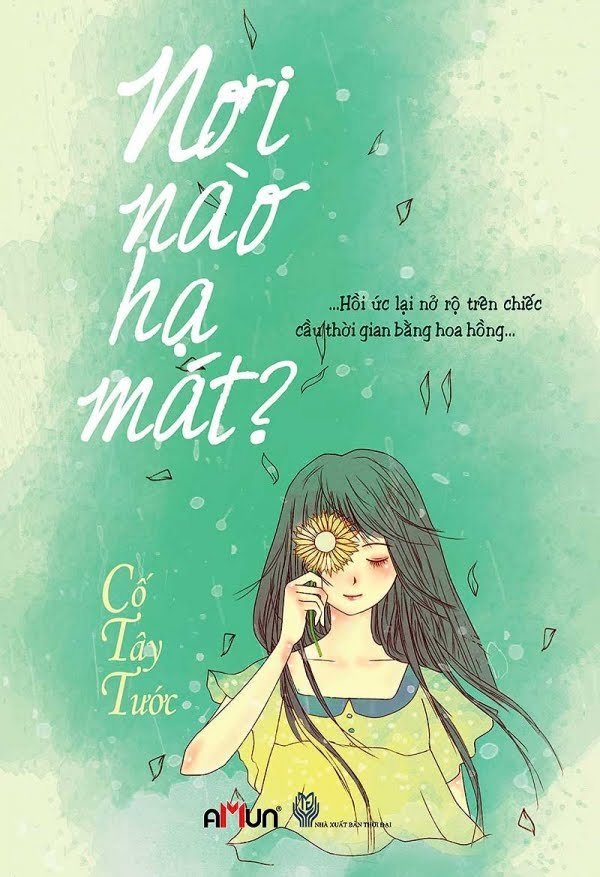 Nơi
nào
hạ
mát?
...Hồi ức lại nở rộ trên chiếc
cầu thời gian bằng hoa hồng...
Cố
Tây
Tước
AMUN®
NHÀ XUẤT BẢN THỜI ĐẠI